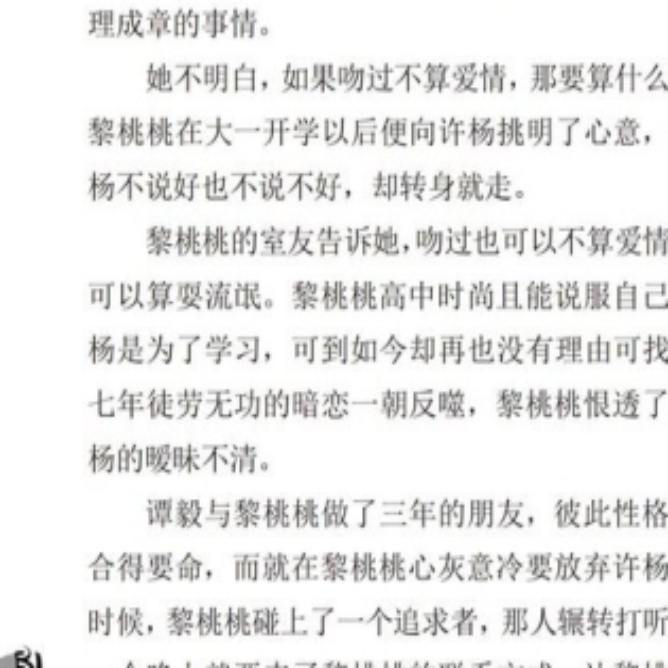 理成章的事情。
她不明白，如果吻过不算爱情，那要算什么
黎桃桃在大一开学以后便向许杨挑明了心意，
杨不说好也不说不好，却转身就走。
黎桃桃的室友告诉她，吻过也可以不算爱情
可以算耍流氓。黎桃桃高中时尚且能说服自己
杨是为了学习，可到如今却再也没有理由可找
七年徒劳无功的暗恋一朝反噬，黎桃桃恨透了
杨的暧昧不清。
谭毅与黎桃桃做了三年的朋友，彼此性格
合得要命，而就在黎桃桃心灰意冷要放弃许杨
时候，黎桃桃碰上了一个追求者，那人辗转打听